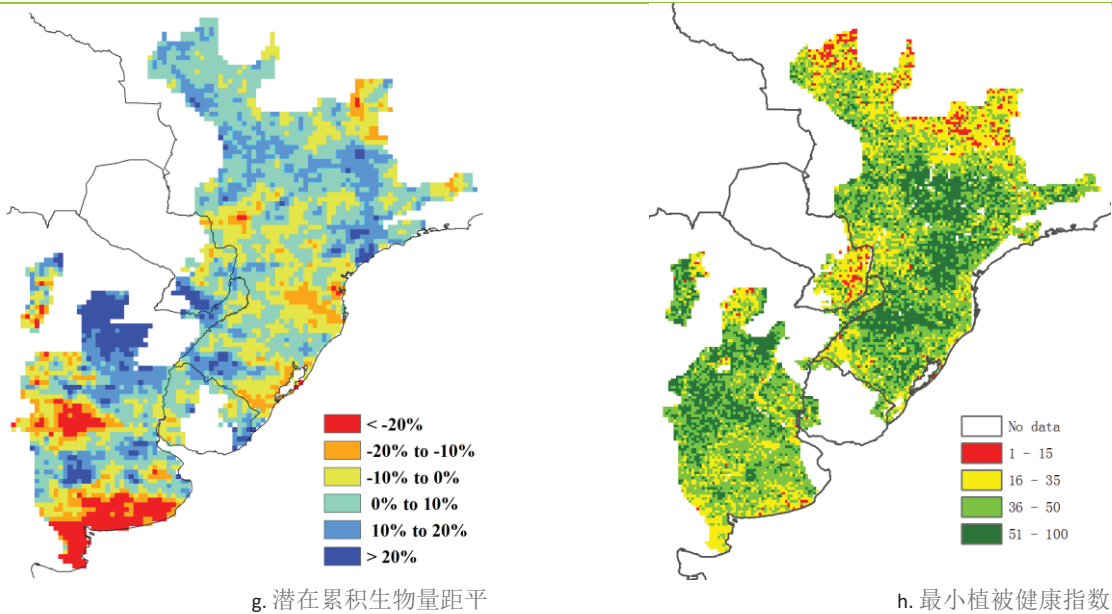 < -20%
-20% to -10%
-10% to 0%
0% to 10%
10% to 20%
> 20%
No data
1 - 15
16 - 35
36 - 50
51 - 100
g. 潜在累积生物量距平
h. 最小植被健康指数